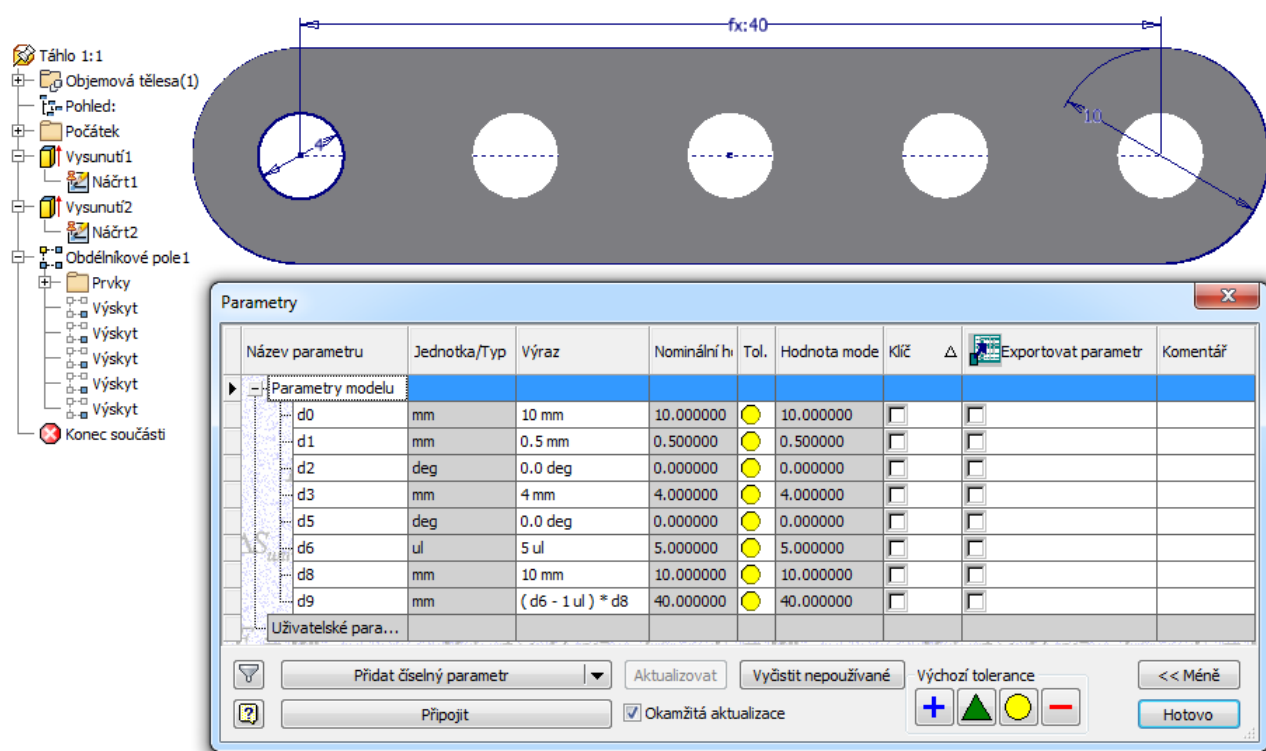 fx:40
4
10
Táhlo 1:1
Objemová tělesa(1)
Pohled:
Počátek
Vysunutí1
Náčrt1
Vysunutí2
Náčrt2
Obdélníkové pole1
Prvky
Výskyt
Výskyt
Výskyt
Výskyt
Výskyt
Konec součásti
Parametry
Název parametru Jednotka/Typ Výraz Nominální h Tol. Hodnota mode Klíč Exportovat parametr Komentář
Parametry modelu
d0 mm 10 mm 10.000000 10.000000
d1 mm 0.5 mm 0.500000 0.500000
d2 deg 0.0 deg 0.000000 0.000000
d3 mm 4 mm 4.000000 4.000000
d5 deg 0.0 deg 0.000000 0.000000
d6 ul 5 ul 5.000000 5.000000
d8 mm 10 mm 10.000000 10.000000
d9 mm ( d6 - 1 ul ) * d8 40.000000 40.000000
Uživatelské para...
Přidat číselný parametr Aktualizovat Vyčistit nepoužívané Výchozí tolerance << Méně
Připojit Okamžitá aktualizace Hotovo